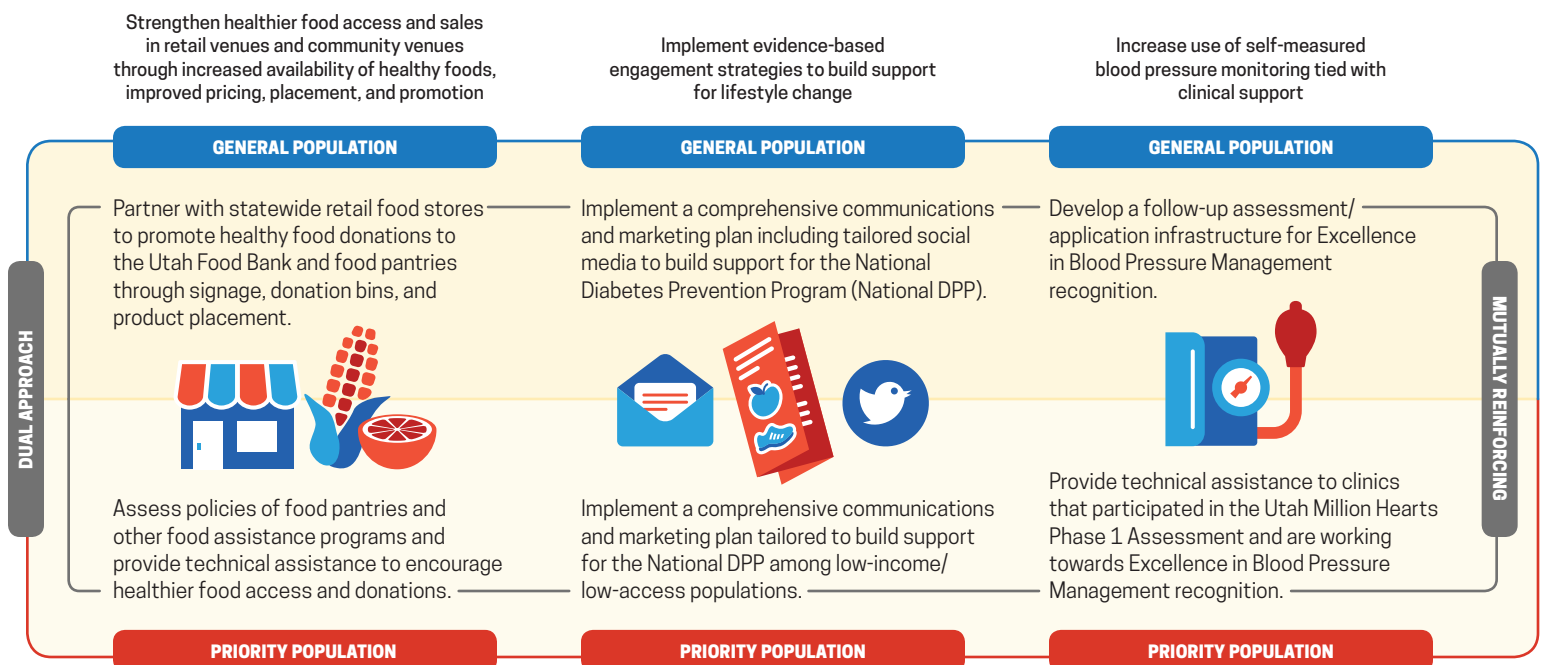 Strengthen healthier food access and sales
in retail venues and community venues
through increased availability of healthy foods,
improved pricing, placement, and promotion
Implement evidence-based
engagement strategies to build support
for lifestyle change
Increase use of self-measured
blood pressure monitoring tied with
clinical support
GENERAL POPULATION
GENERAL POPULATION
GENERAL POPULATION
DUAL APPROACH
Partner with statewide retail food stores
to promote healthy food donations to
the Utah Food Bank and food pantries
through signage, donation bins, and
product placement.
Implement a comprehensive communications
and marketing plan including tailored social
media to build support for the National
Diabetes Prevention Program (National DPP).
Develop a follow-up assessment/
application infrastructure for Excellence
in Blood Pressure Management
recognition.
MUTUALLY REINFORCING
Assess policies of food pantries and
other food assistance programs and
provide technical assistance to encourage
healthier food access and donations.
Implement a comprehensive communications
and marketing plan tailored to build support
for the National DPP among low-income/
low-access populations.
Provide technical assistance to clinics
that participated in the Utah Million Hearts
Phase 1 Assessment and are working
towards Excellence in Blood Pressure
Management recognition.
PRIORITY POPULATION
PRIORITY POPULATION
PRIORITY POPULATION